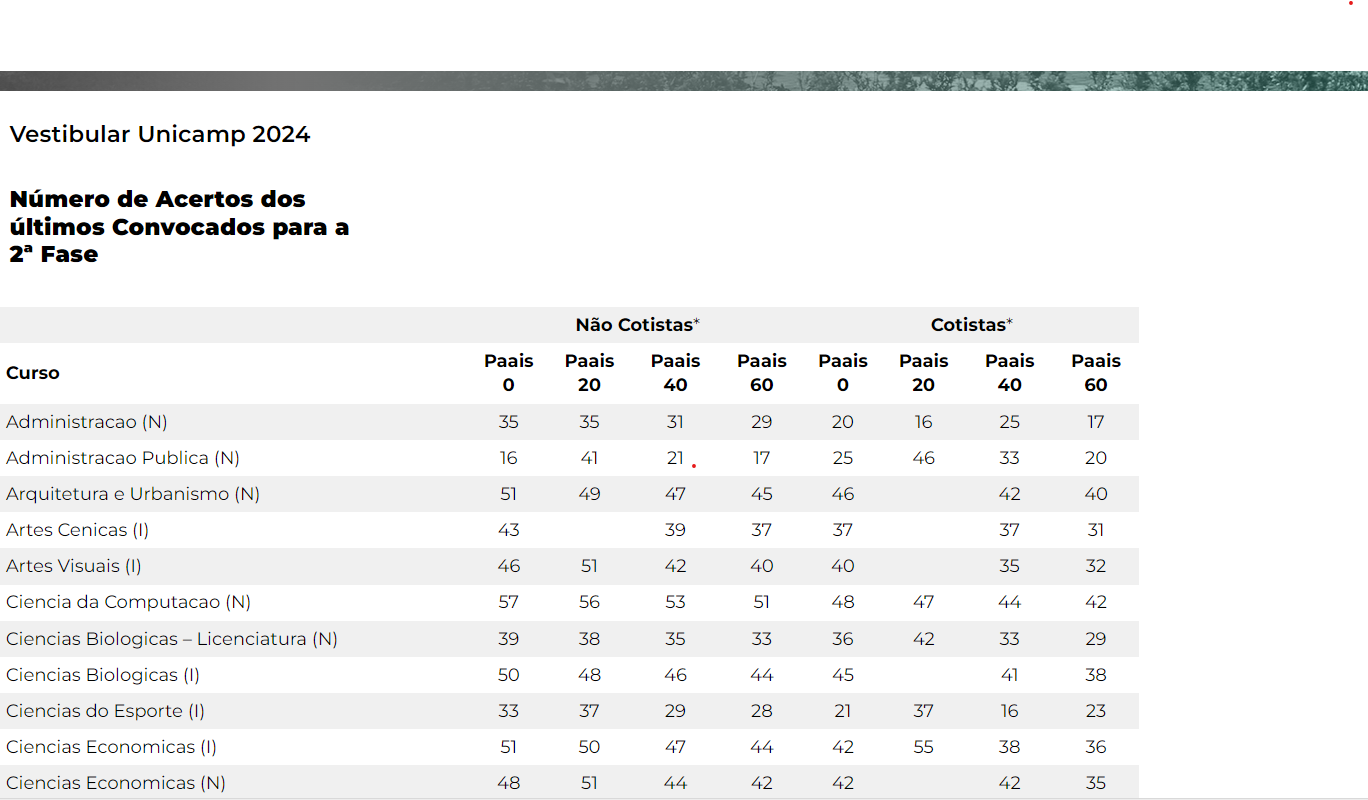 Vestibular Unicamp 2024
Número de Acertos dos
últimos Convocados para a
2ª Fase
Não Cotistas* Cotistas*
Curso Paais 0 Paais 20 Paais 40 Paais 60 Paais 0 Paais 20 Paais 40 Paais 60
Administracao (N) 35 35 31 29 20 16 25 17
Administracao Publica (N) 16 41 21 17 25 46 33 20
Arquitetura e Urbanismo (N) 51 49 47 45 46 42 40
Artes Cenicas (I) 43 39 37 37 37 31
Artes Visuais (I) 46 51 42 40 40 35 32
Ciencia da Computacao (N) 57 56 53 51 48 47 44 42
Ciencias Biologicas – Licenciatura (N) 39 38 35 33 36 42 33 29
Ciencias Biologicas (I) 50 48 46 44 45 41 38
Ciencias do Esporte (I) 33 37 29 28 21 37 16 23
Ciencias Economicas (I) 51 50 47 44 42 55 38 36
Ciencias Economicas (N) 48 51 44 42 42 42 35